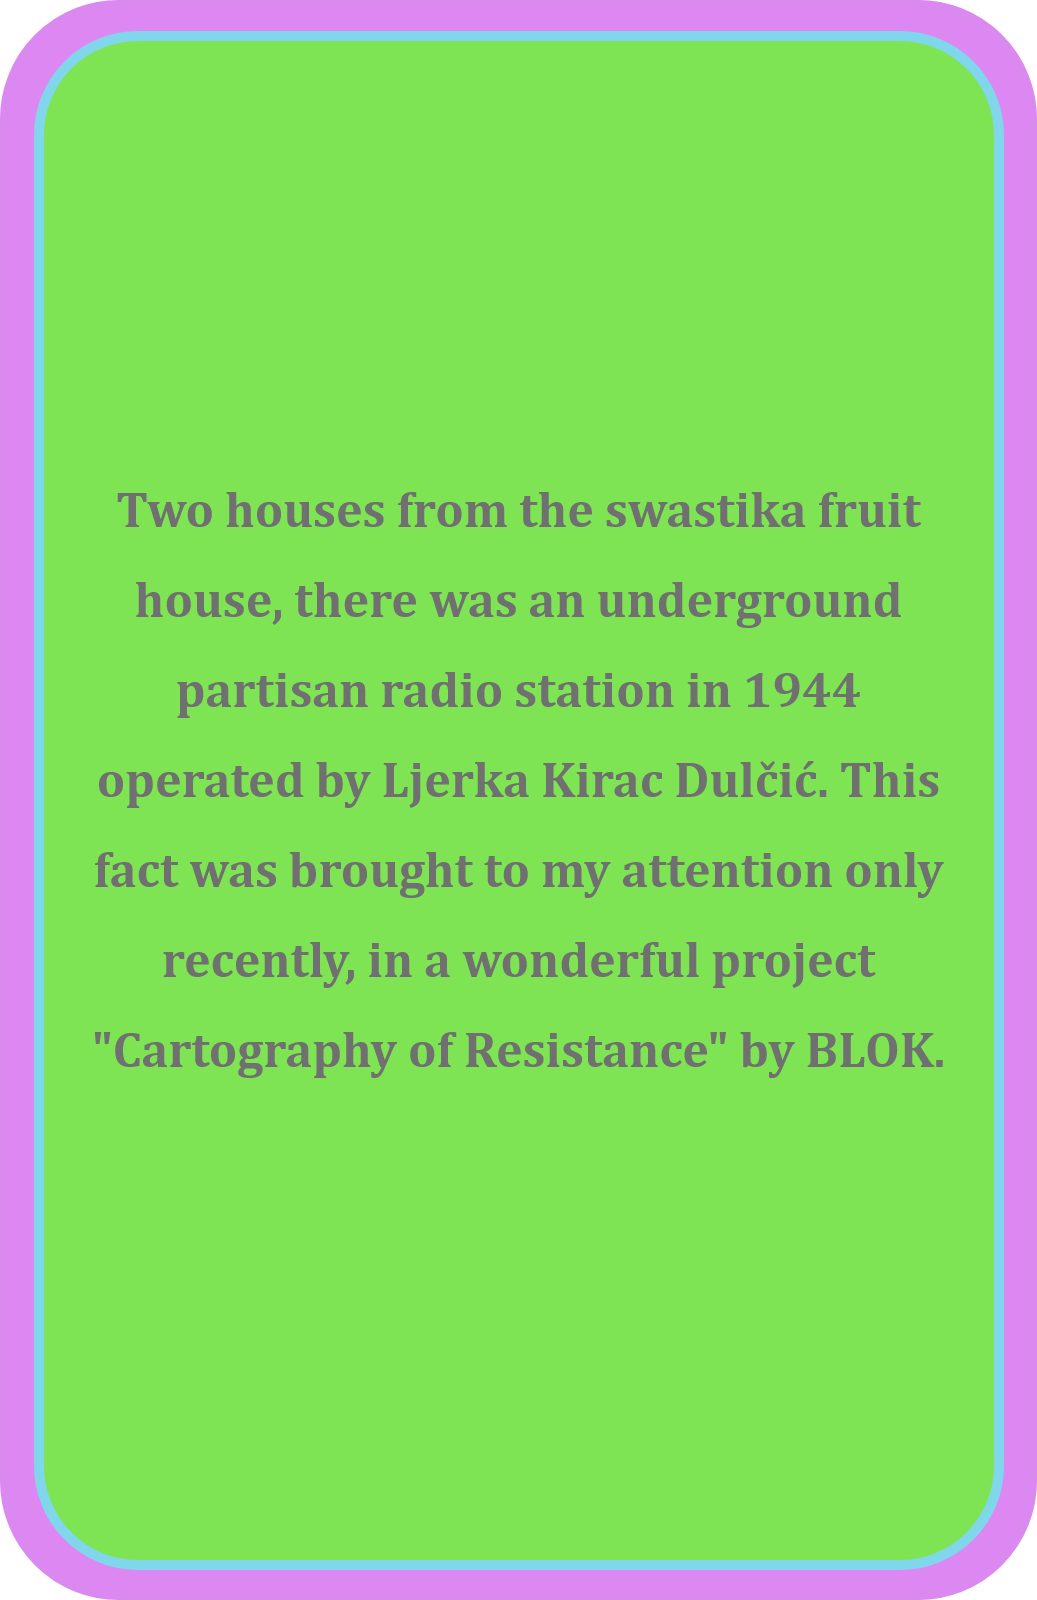 Two houses from the swastika fruit
house, there was an underground
partisan radio station in 1944
operated by Ljerka Kirac Dulčić. This
fact was brought to my attention only
recently, in a wonderful project
"Cartography of Resistance" by BLOK.